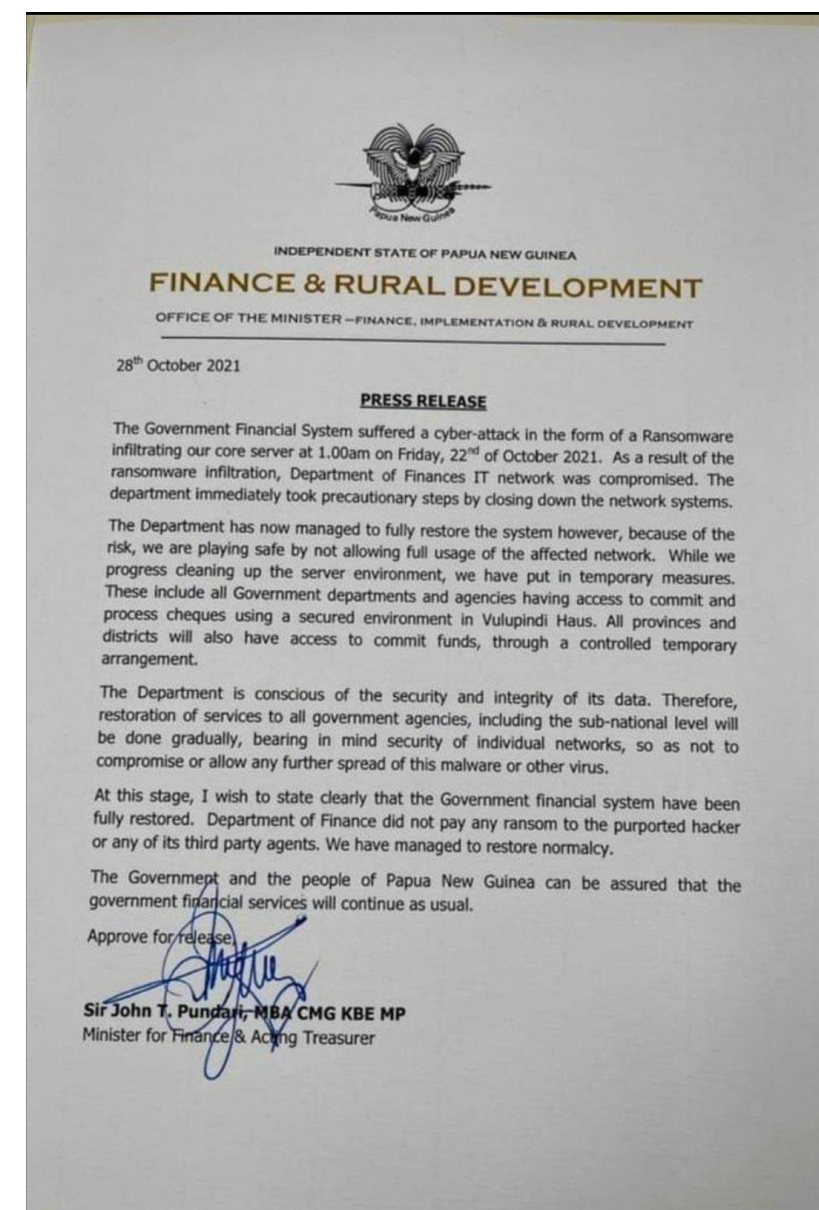 Papua New Guinea
INDEPENDENT STATE OF PAPUA NEW GUINEA
FINANCE & RURAL DEVELOPMENT
OFFICE OF THE MINISTER – FINANCE, IMPLEMENTATION & RURAL DEVELOPMENT
28th October 2021
PRESS RELEASE
The Government Financial System suffered a cyber-attack in the form of a Ransomware
infiltrating our core server at 1.00am on Friday, 22nd of October 2021. As a result of the
ransomware infiltration, Department of Finances IT network was compromised. The
department immediately took precautionary steps by closing down the network systems.
The Department has now managed to fully restore the system however, because of the
risk, we are playing safe by not allowing full usage of the affected network. While we
progress cleaning up the server environment, we have put in temporary measures.
These include all Government departments and agencies having access to commit and
process cheques using a secured environment in Vulupindi Haus. All provinces and
districts will also have access to commit funds, through a controlled temporary
arrangement.
The Department is conscious of the security and integrity of its data. Therefore,
restoration of services to all government agencies, including the sub-national level will
be done gradually, bearing in mind security of individual networks, so as not to
compromise or allow any further spread of this malware or other virus.
At this stage, I wish to state clearly that the Government financial system have been
fully restored. Department of Finance did not pay any ransom to the purported hacker
or any of its third party agents. We have managed to restore normalcy.
The Government and the people of Papua New Guinea can be assured that the
government financial services will continue as usual.
Approve for release,
Sir John T. Pundari, MBA CMG KBE MP
Minister for Finance & Acting Treasurer